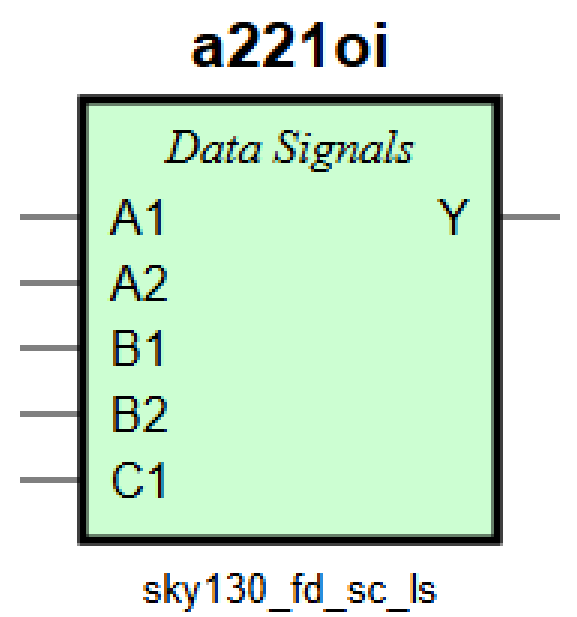 a221oi
Data Signals
A1 Y
A2
B1
B2
C1
sky130_fd_sc_ls